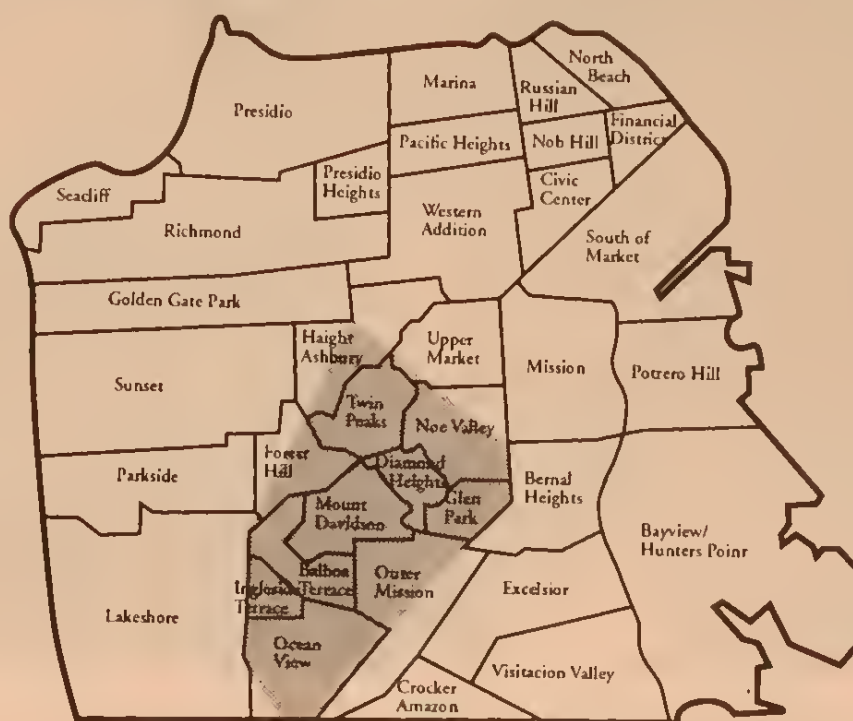 North
Beach
Marina
Russian
Hill
Presidio
Financial
District
Pacific Heights
Nob Hill
Presidio
Heights
Civic
Center
Seacliff
Western
Addition
Richmond
South of
Market
Golden Gate Park
Haight
Ashbury
Upper
Market
Mission
Potrero Hill
Sunset
Twin
Peaks
Noe Valley
Forest
Hill
Diamond
Heights
Parkside
Bernal
Heights
Glen
Park
Mount
Davidson
Bayview/
Hunters Point
Balboa
Terrace
Outer
Mission
Ingleside
Terrace
Excelsior
Lakeshore
Ocean
View
Visitacion Valley
Crocker
Amazon